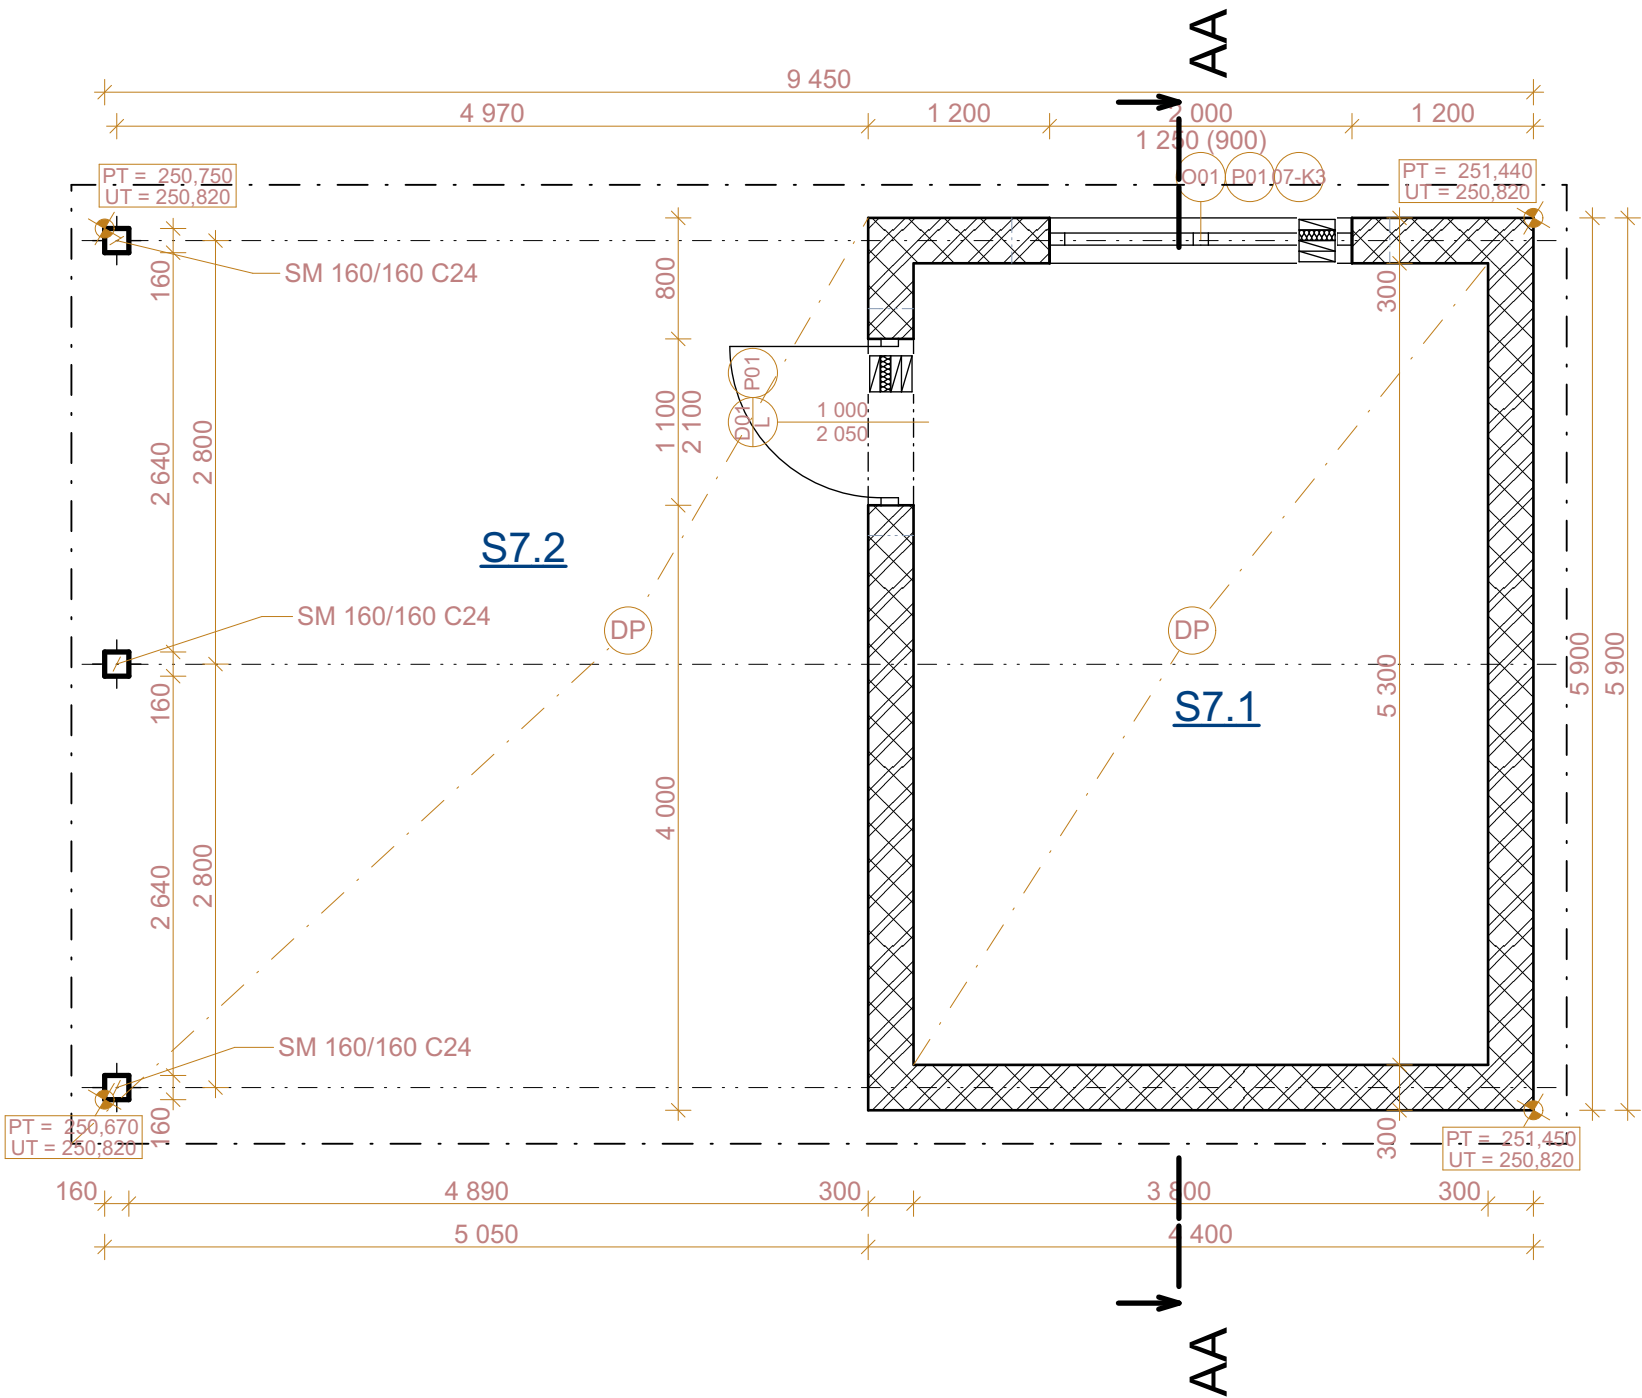 AA
9 450
4 970
1 200
2 000
1 200
1 250 (900)
PT = 250,750
UT = 250,820
O01
P01
07-K3
PT = 251,440
UT = 250,820
SM 160/160 C24
160
800
300
P01
D01
L
1 000
2 050
1 100
2 100
2 640
2 800
S7.2
SM 160/160 C24
DP
DP
160
5 300
5 900
5 900
S7.1
4 000
2 640
2 800
SM 160/160 C24
PT = 250,670
UT = 250,820
160
300
PT = 251,450
UT = 250,820
160
4 890
300
3 800
300
5 050
4 400
AA